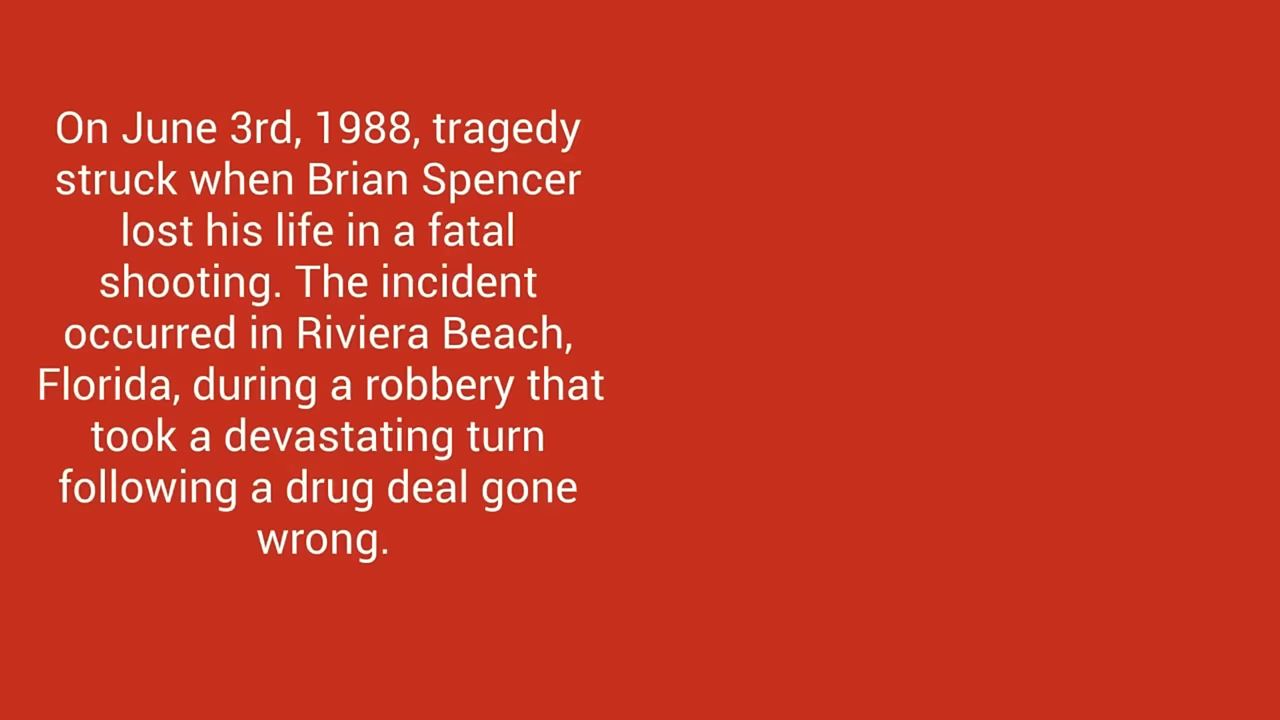 On June 3rd, 1988, tragedy
struck when Brian Spencer
lost his life in a fatal
shooting. The incident
occurred in Riviera Beach,
Florida, during a robbery that
took a devastating turn
following a drug deal gone
wrong.